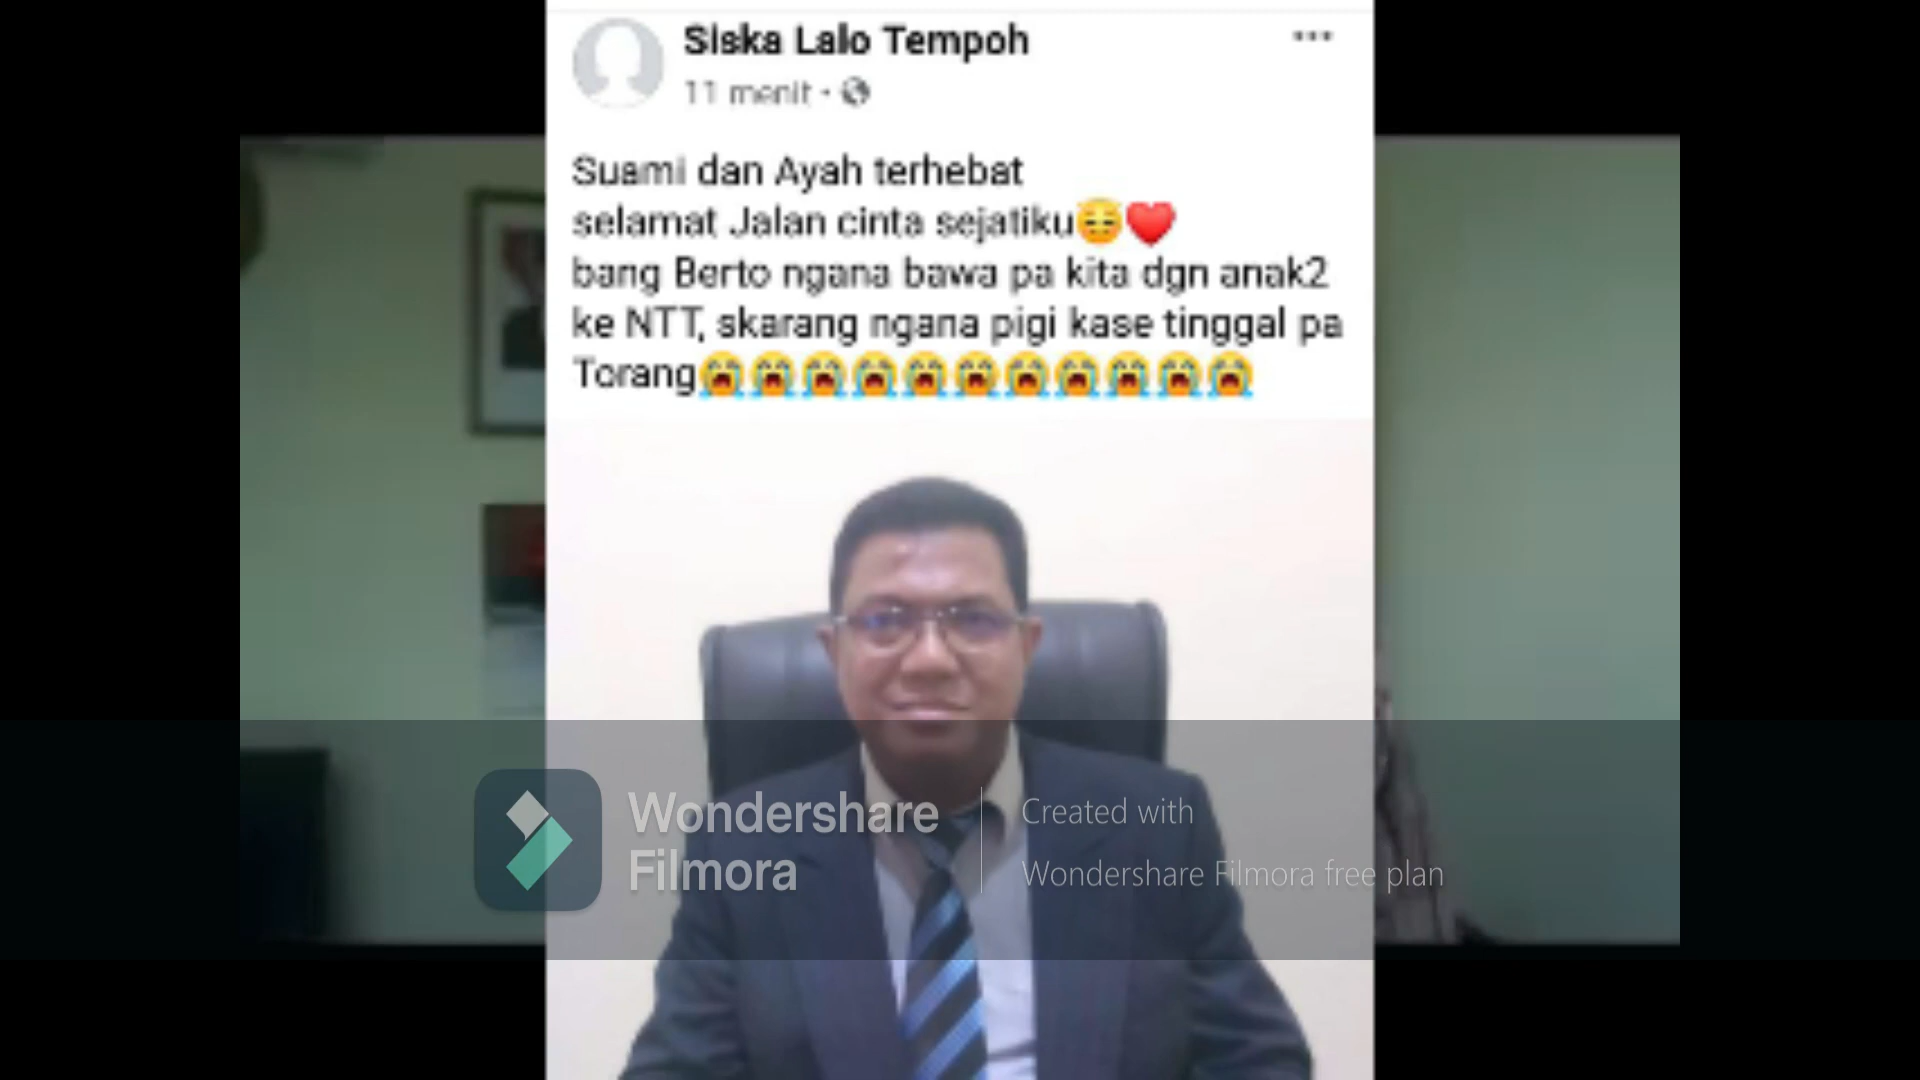 Siska Lalo Tempoh
11 menit
Suami dan Ayah terhebat
selamat Jalan cinta sejatiku😇❤️
bang Berto ngana bawa pa kita dgn anak2
ke NTT, skarang ngana pigi kase tinggal pa
Torang😭😭😭😭😭😭😭😭😭😭😭
Wondershare
Filmora
Created with
Wondershare Filmora free plan